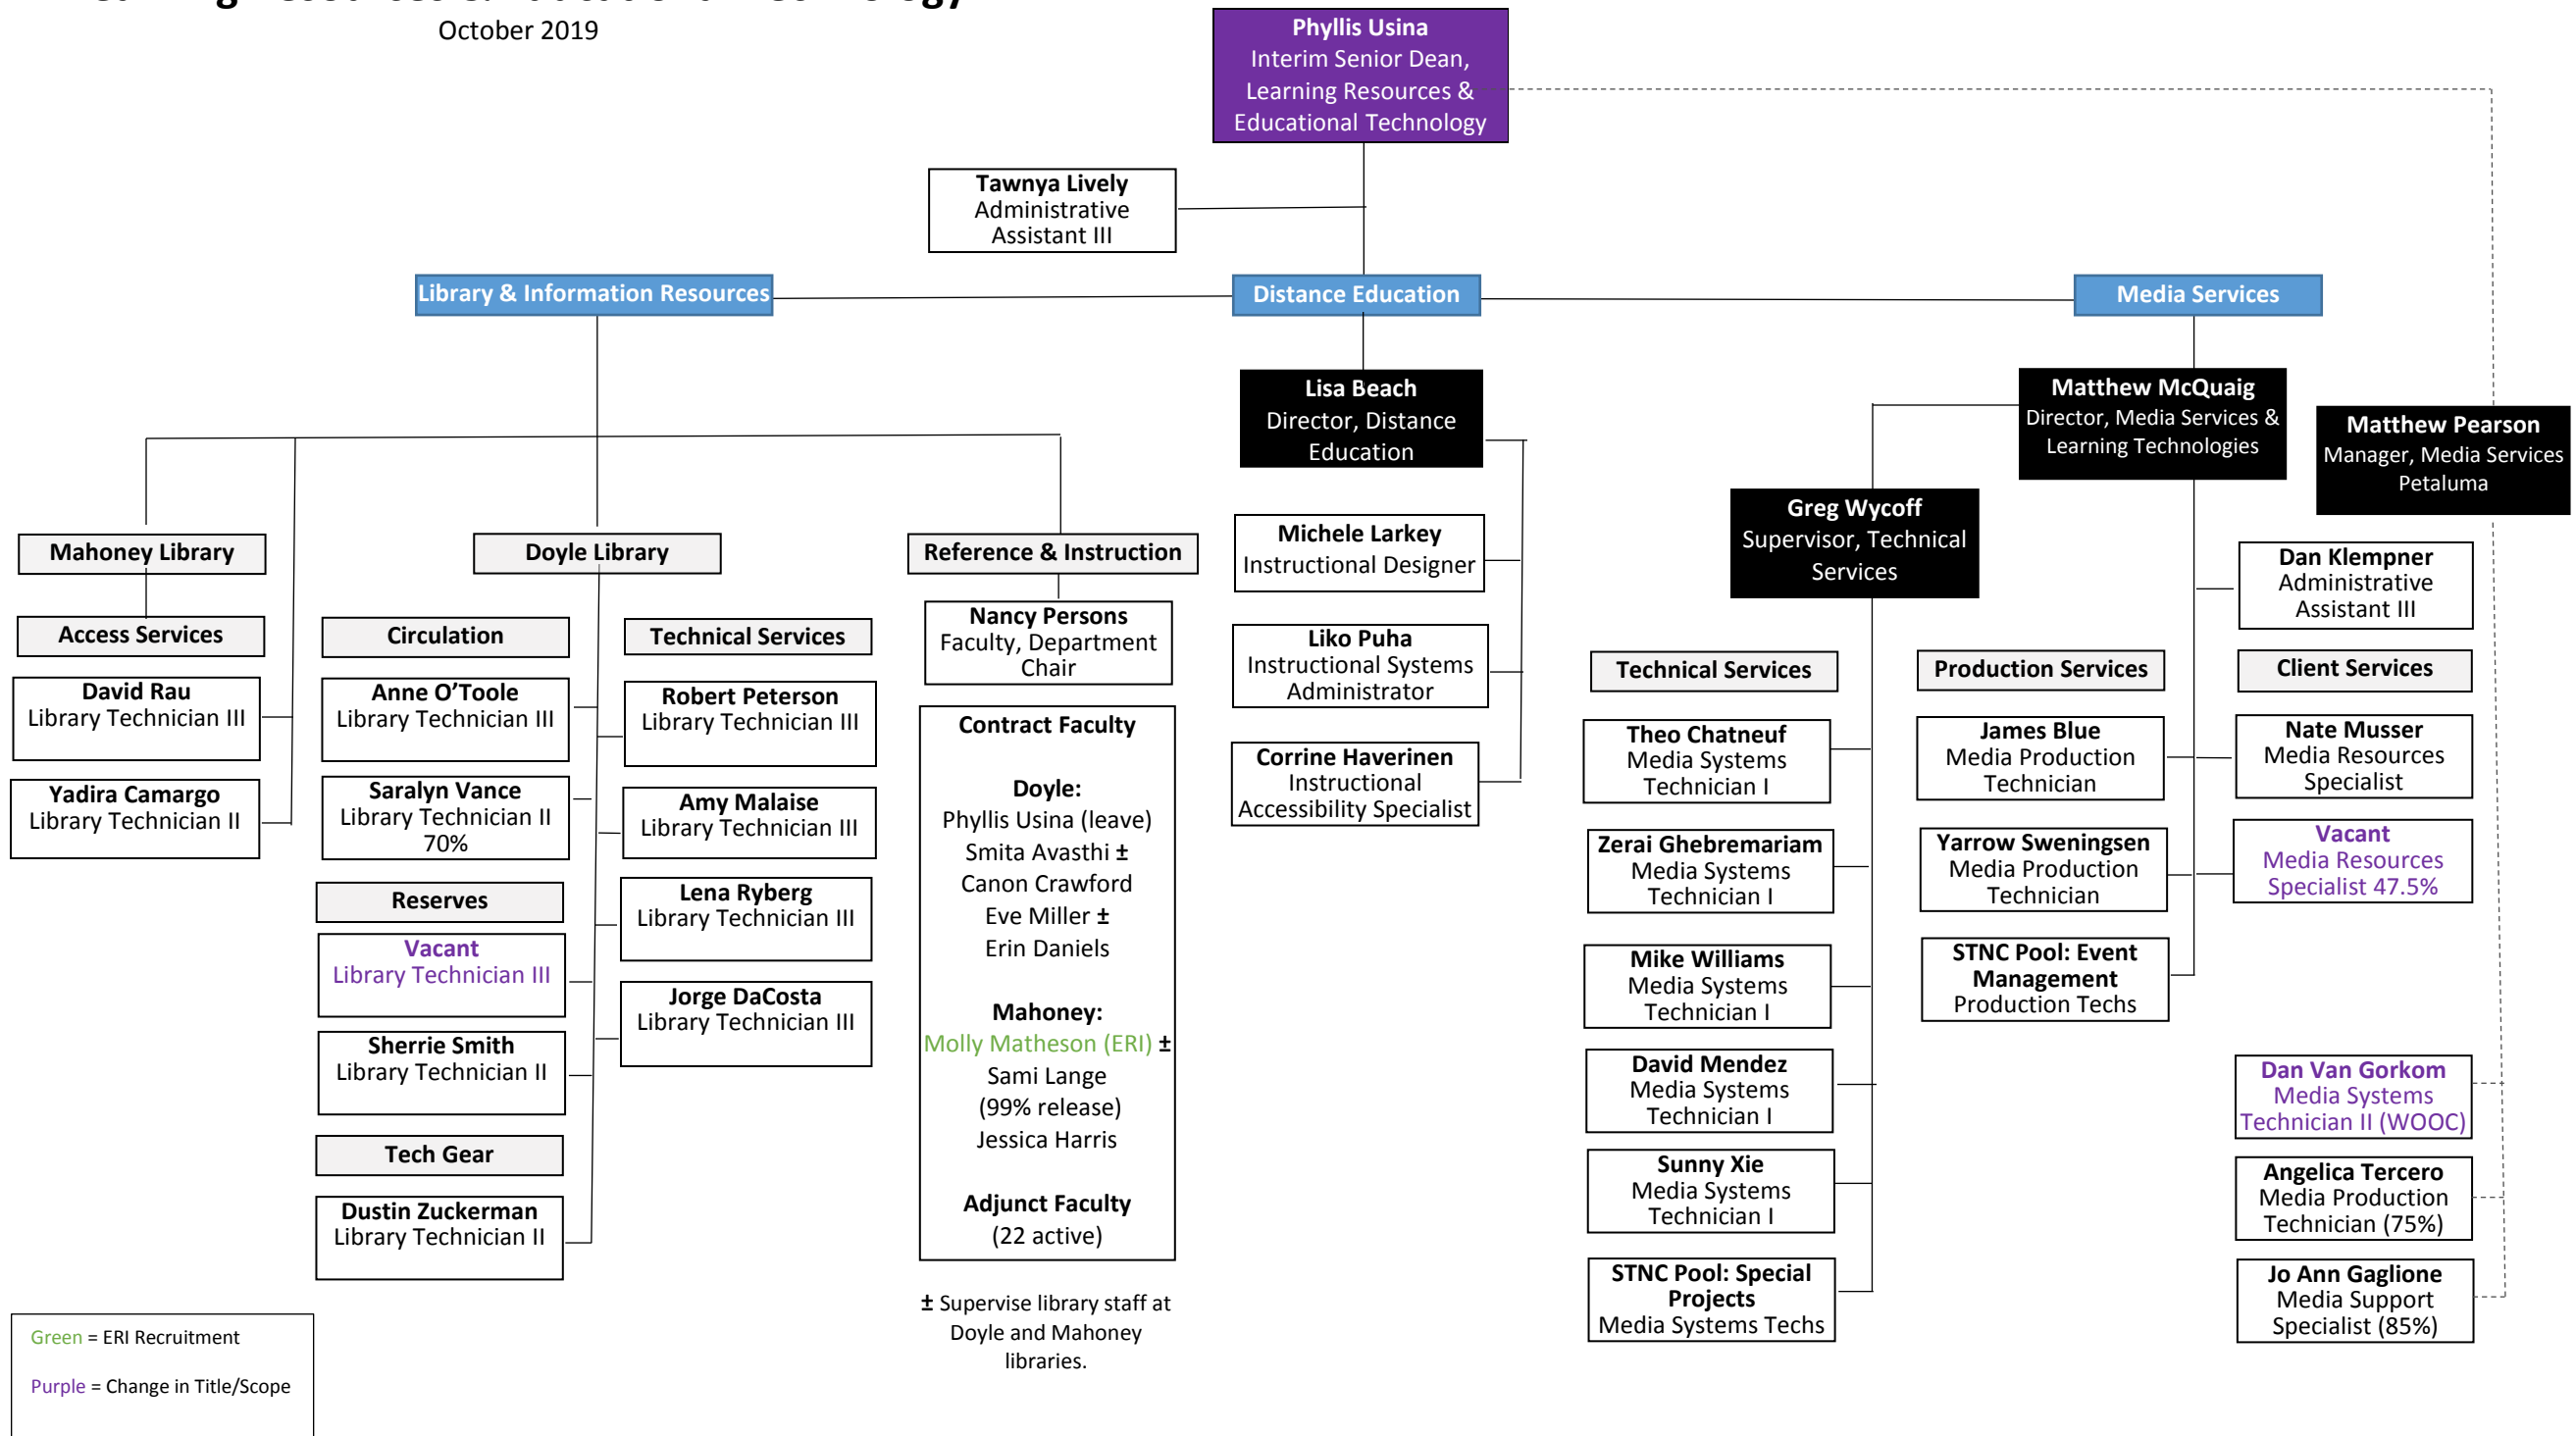 October 2019
Phyllis Usina
Interim Senior Dean,
Learning Resources &
Educational Technology
Tawnya Lively
Administrative
Assistant III
Library & Information Resources
Distance Education
Media Services
Lisa Beach
Director, Distance
Education
Matthew McQuaig
Director, Media Services &
Learning Technologies
Matthew Pearson
Manager, Media Services
Petaluma
Greg Wycoff
Supervisor, Technical
Services
Mahoney Library
Access Services
David Rau
Library Technician III
Yadira Camargo
Library Technician II
Doyle Library
Circulation
Anne O’Toole
Library Technician III
Saralyn Vance
Library Technician II
70%
Reserves
Vacant
Library Technician III
Sherrie Smith
Library Technician II
Tech Gear
Dustin Zuckerman
Library Technician II
Technical Services
Robert Peterson
Library Technician III
Amy Malaise
Library Technician III
Lena Ryberg
Library Technician III
Jorge DaCosta
Library Technician III
Reference & Instruction
Nancy Persons
Faculty, Department
Chair
Contract Faculty
Doyle:
Phyllis Usina (leave)
Smita Avasthi ±
Canon Crawford
Eve Miller ±
Erin Daniels
Mahoney:
Molly Matheson (ERI) ±
Sami Lange
(99% release)
Jessica Harris
Adjunct Faculty
(22 active)
± Supervise library staff at
Doyle and Mahoney
libraries.
Michele Larkey
Instructional Designer
Liko Puha
Instructional Systems
Administrator
Corrine Haverinen
Instructional
Accessibility Specialist
Technical Services
Theo Chatneuf
Media Systems
Technician I
Zerai Ghebremariam
Media Systems
Technician I
Mike Williams
Media Systems
Technician I
David Mendez
Media Systems
Technician I
Sunny Xie
Media Systems
Technician I
STNC Pool: Special
Projects
Media Systems Techs
Production Services
James Blue
Media Production
Technician
Yarrow Sweningsen
Media Production
Technician
STNC Pool: Event
Management
Production Techs
Dan Klempner
Administrative
Assistant III
Client Services
Nate Musser
Media Resources
Specialist
Vacant
Media Resources
Specialist 47.5%
Dan Van Gorkom
Media Systems
Technician II (WOOC)
Angelica Tercero
Media Production
Technician (75%)
Jo Ann Gaglione
Media Support
Specialist (85%)
Green = ERI Recruitment
Purple = Change in Title/Scope